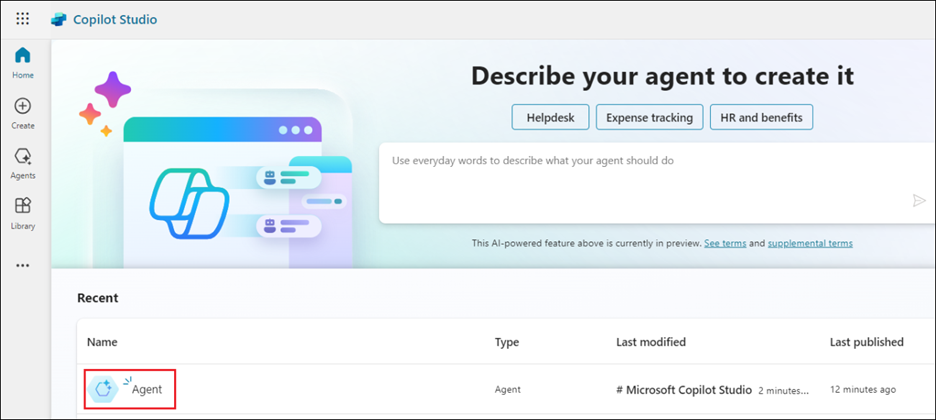 Copilot Studio
Home
Create
Agents
Library
Describe your agent to create it
Helpdesk Expense tracking HR and benefits
Use everyday words to describe what your agent should do
This AI-powered feature above is currently in preview. See terms and supplemental terms
Recent
Name Type Last modified Last published
Agent Agent # Microsoft Copilot Studio 2 minutes... 12 minutes ago